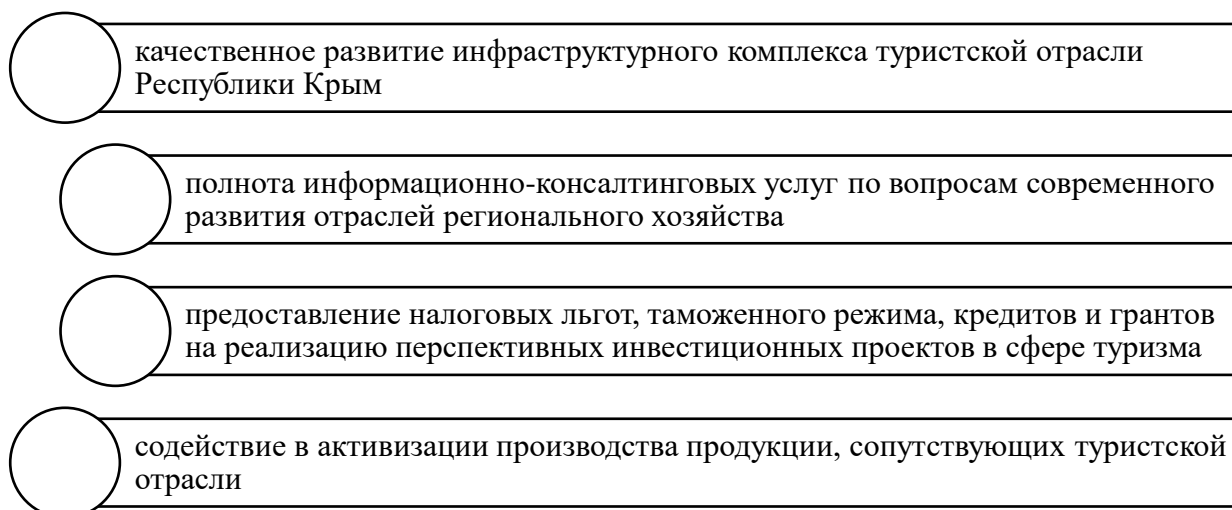 качественное развитие инфраструктурного комплекса туристской отрасли
Республики Крым
полнота информационно-консалтинговых услуг по вопросам современного
развития отраслей регионального хозяйства
предоставление налоговых льгот, таможенного режима, кредитов и грантов
на реализацию перспективных инвестиционных проектов в сфере туризма
содействие в активизации производства продукции, сопутствующих туристской
отрасли